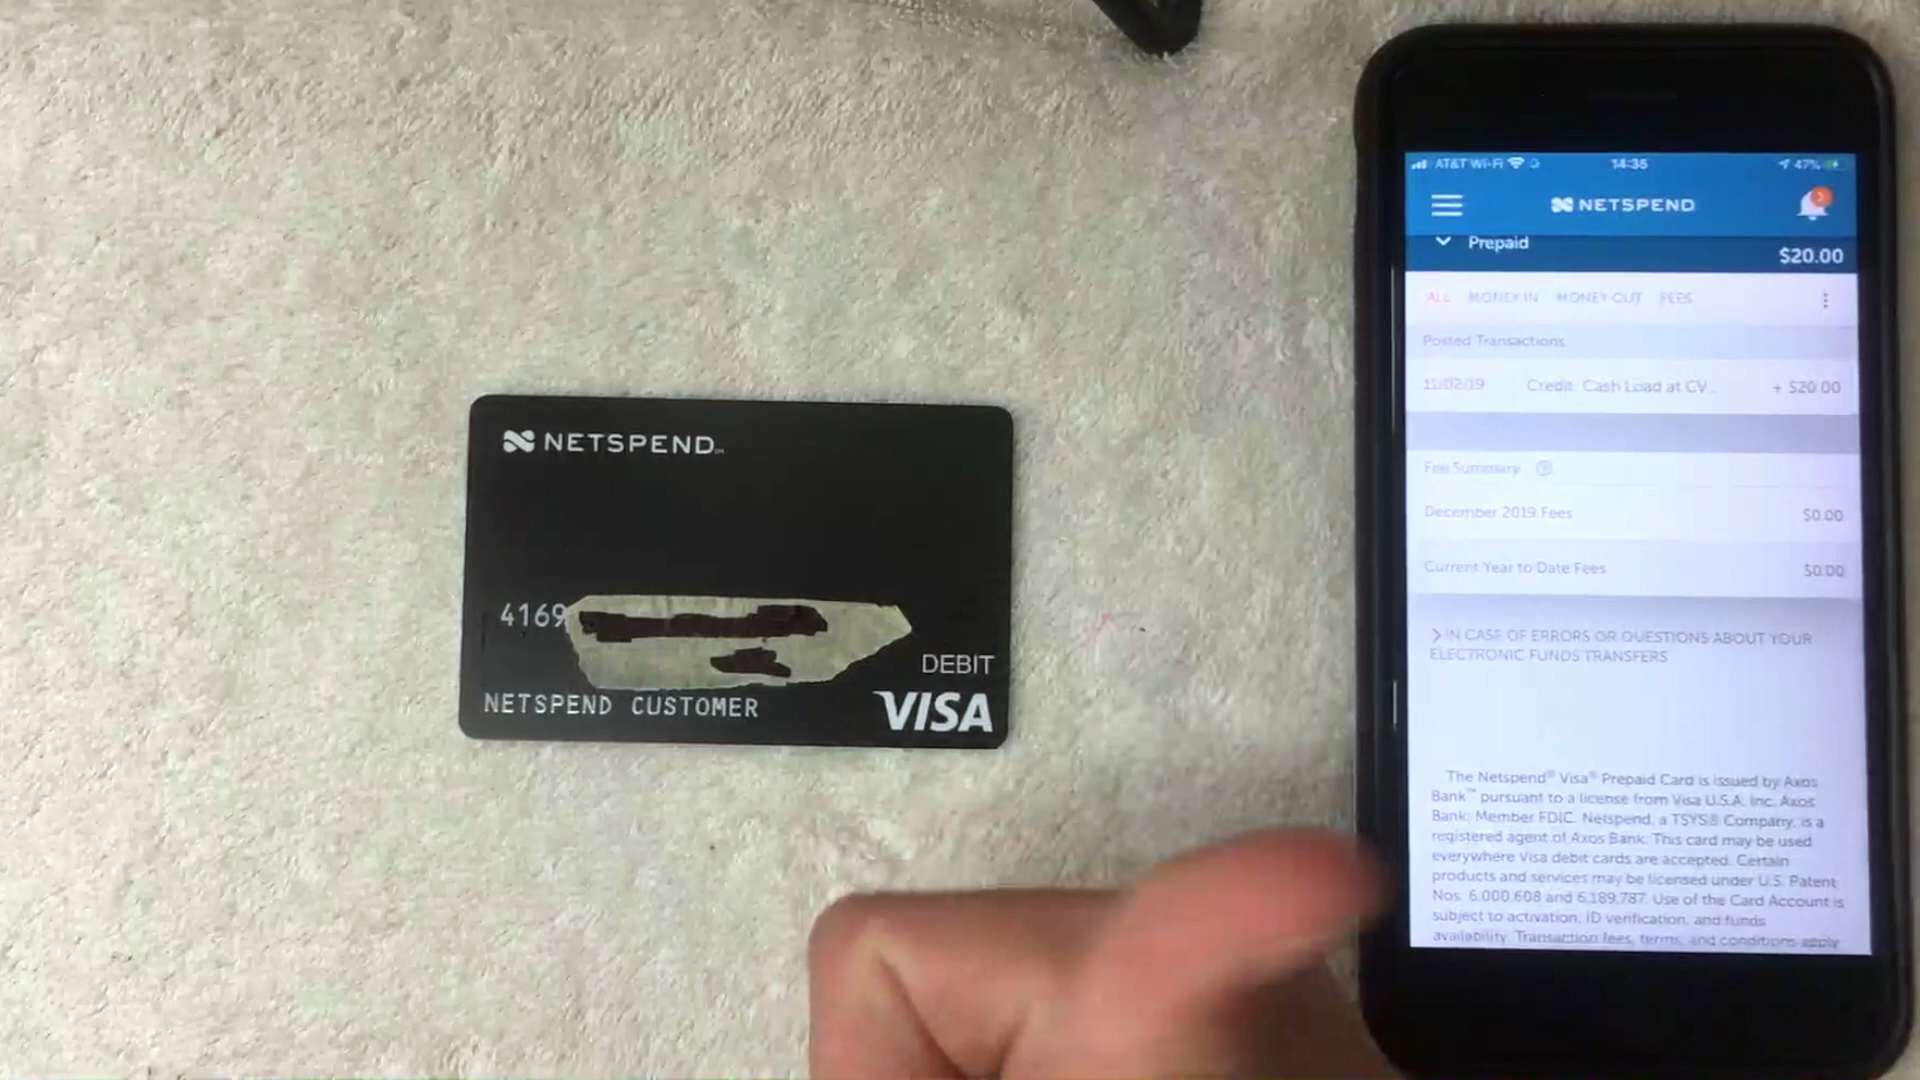 NETSPEND
4169
DEBIT
NETSPEND CUSTOMER
VISA
AT&T Wi-Fi 14:35 47%
NETSPEND
Prepaid $20.00
ALL MONEY IN MONEY OUT FEES
Posted Transactions
11/02/19 Credit: Cash Load at CV... + $20.00
Fee Summary
December 2019 Fees $0.00
Current Year to Date Fees $0.00
IN CASE OF ERRORS OR QUESTIONS ABOUT YOUR
ELECTRONIC FUNDS TRANSFERS
The Netspend® Visa® Prepaid Card is issued by Axos
Bank™ pursuant to a license from Visa U.S.A. Inc. Axos
Bank; Member FDIC. Netspend, a TSYS® Company, is a
registered agent of Axos Bank. This card may be used
everywhere Visa debit cards are accepted. Certain
products and services may be licensed under U.S. Patent
Nos. 6,000,608 and 6,189,787. Use of the Card Account is
subject to activation, ID verification, and funds
availability. Transaction fees, terms, and conditions apply